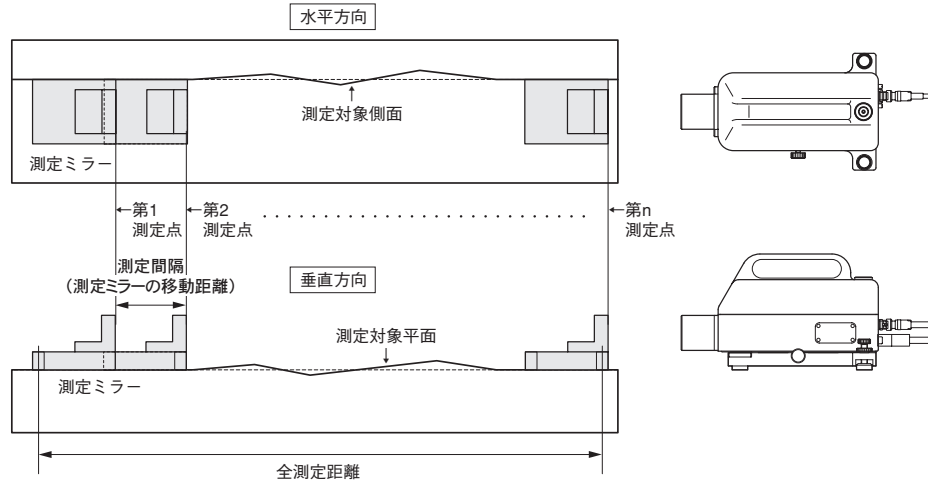 水平方向
測定対象側面
測定ミラー
第1
測定点
第2
測定点
第n
測定点
測定間隔
(測定ミラーの移動距離)
垂直方向
測定対象平面
測定ミラー
全測定距離